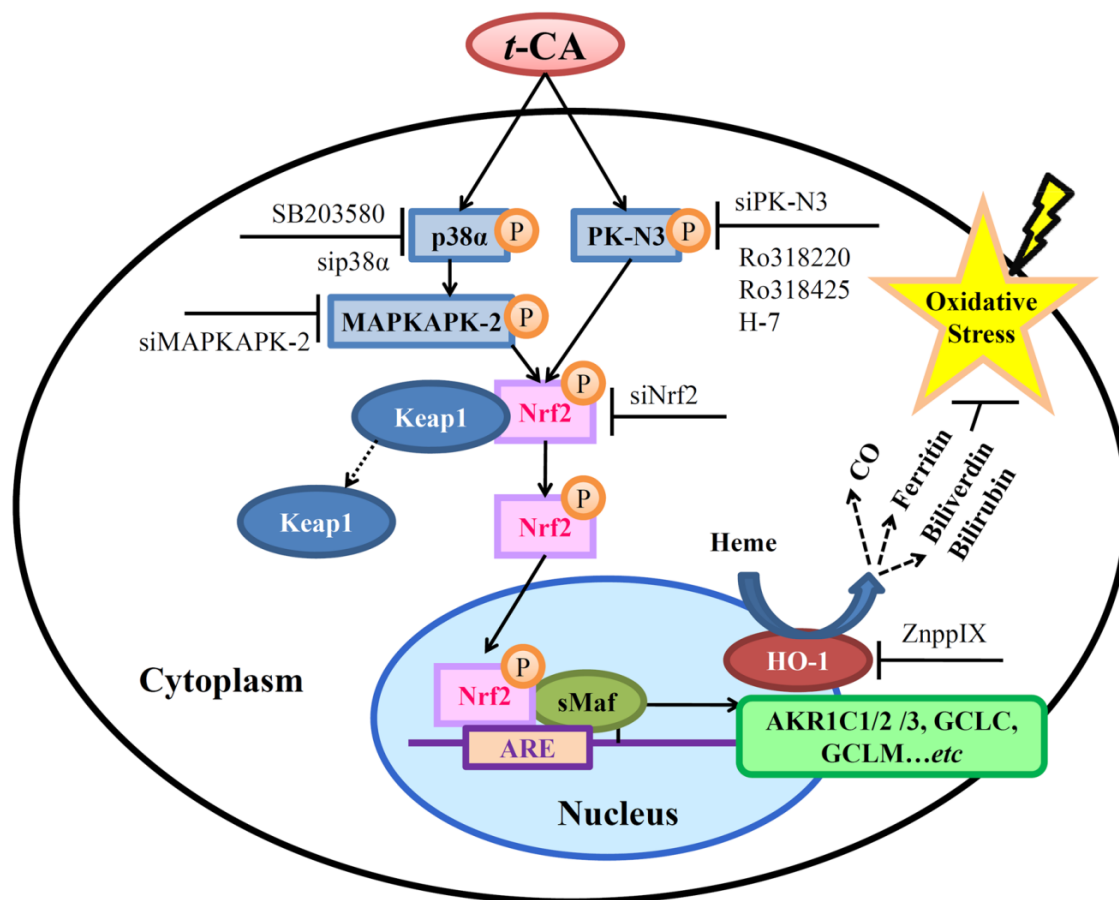 t-CA
SB203580
sip38α
p38α
P
PK-N3
P
siPK-N3
Ro318220
Ro318425
H-7
siMAPKAPK-2
MAPKAPK-2
P
Oxidative
Stress
Keap1
Nrf2
P
siNrf2
Keap1
Nrf2
P
CO
Ferritin
Biliverdin
Bilirubin
Heme
HO-1
ZnppIX
Cytoplasm
Nrf2
P
sMaf
ARE
AKR1C1/2 /3, GCLC,
GCLM…etc
Nucleus